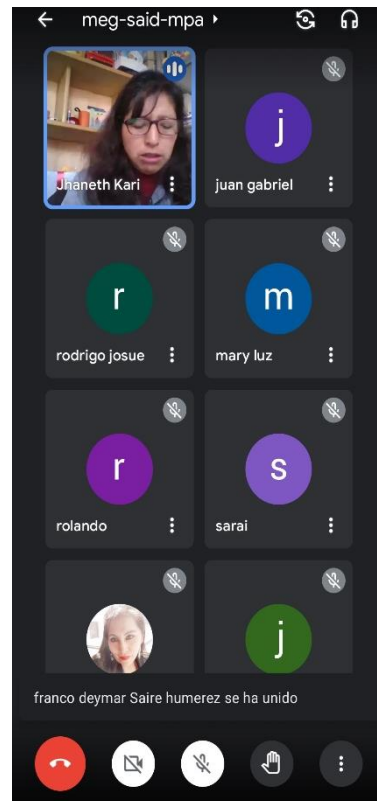 meg-said-mpa
Jhaneth Kari
j
juan gabriel
r
rodrigo josue
m
mary luz
r
rolando
s
sarai
j
franco deymar Saire humerez se ha unido